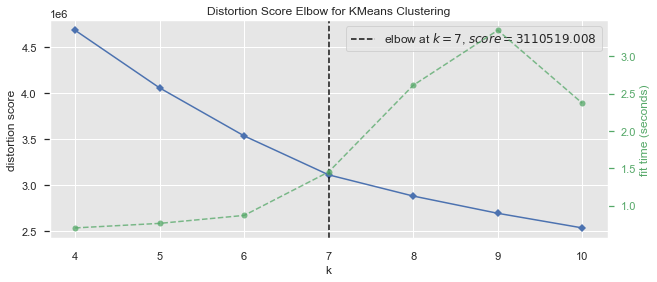 Distortion Score Elbow for KMeans Clustering
1e6
elbow at k = 7, score = 3110519.008
4.5
4.0
3.5
3.0
2.5
distortion score
3.0
2.5
2.0
1.5
1.0
fit time (seconds)
4 5 6 7 8 9 10
k